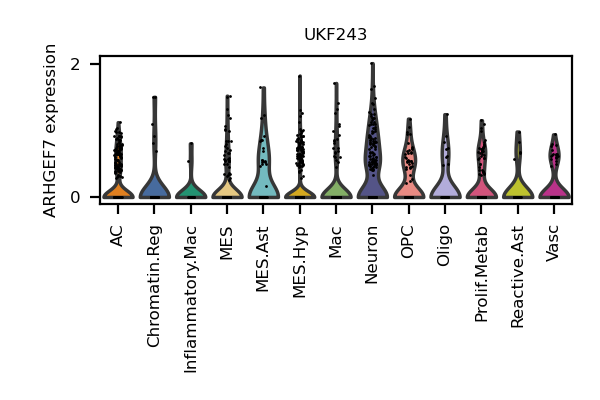 UKF243
ARHGEF7 expression
2
0
AC
Chromatin.Reg
Inflammatory.Mac
MES
MES.Ast
MES.Hyp
Mac
Neuron
OPC
Oligo
Prolif.Metab
Reactive.Ast
Vasc